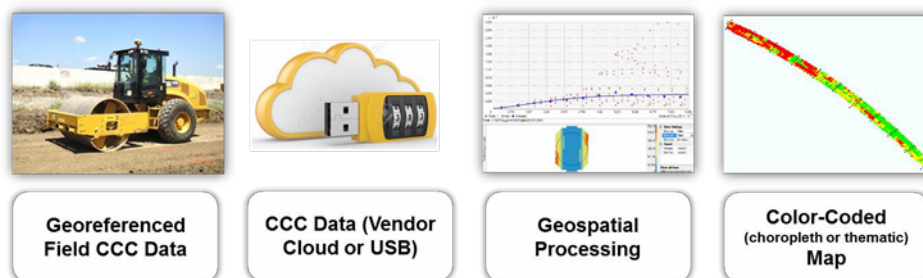 Georeferenced
Field CCC Data
CCC Data (Vendor
Cloud or USB)
Geospatial
Processing
Color-Coded
(choropleth or thematic)
Map